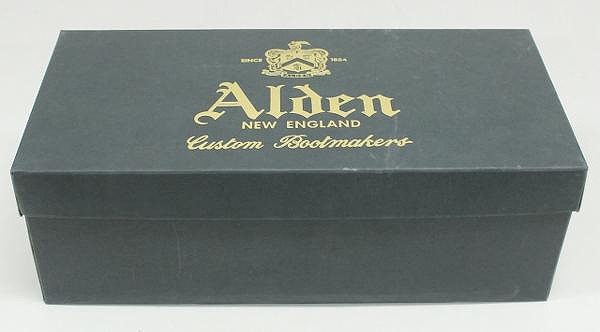 SINCE 1884
Alden
NEW ENGLAND
Custom Bootmakers